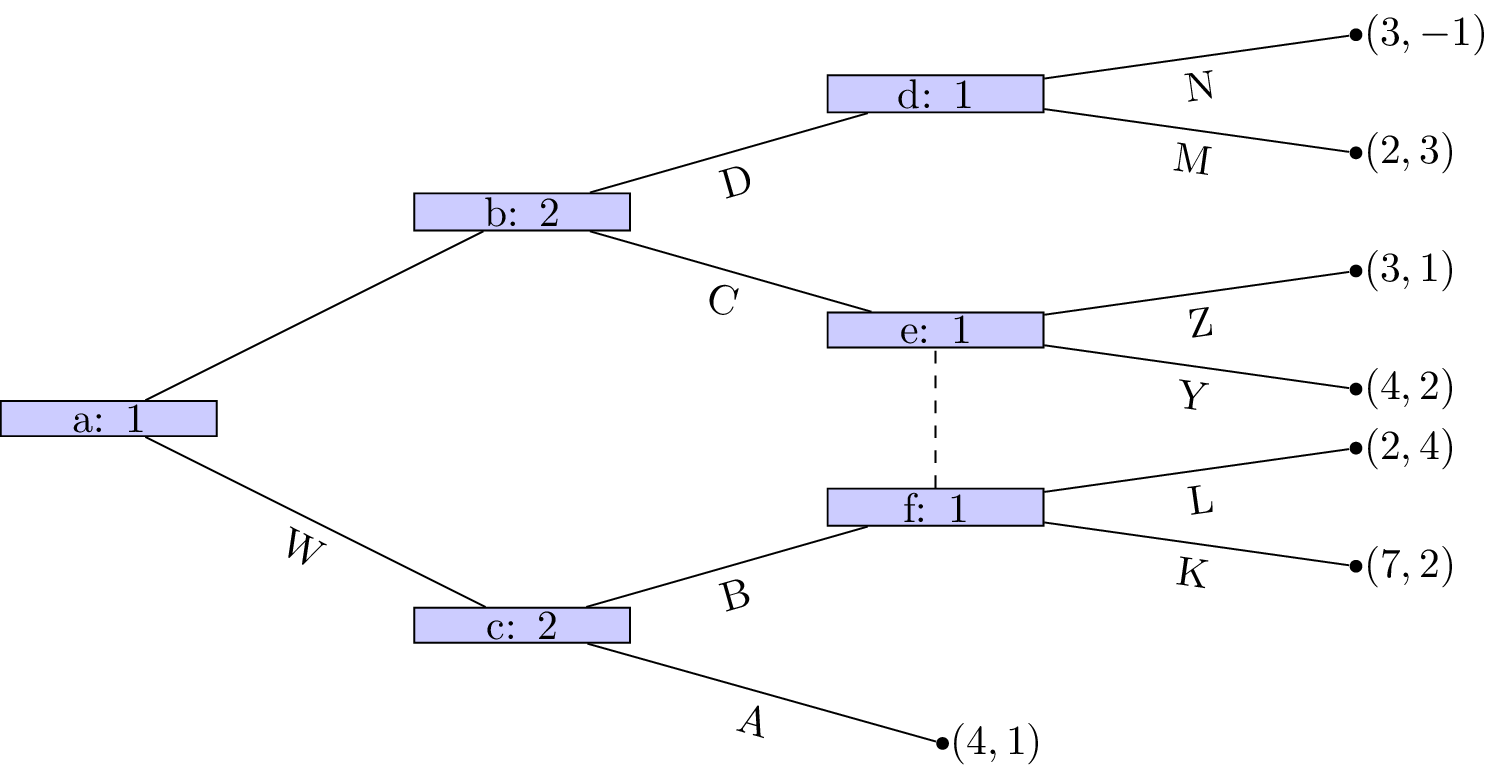 (3, −1)
d: 1
N
M
(2, 3)
D
b: 2
C
(3, 1)
e: 1
Z
Y
(4, 2)
a: 1
(2, 4)
f: 1
L
K
(7, 2)
W
B
c: 2
A
(4, 1)